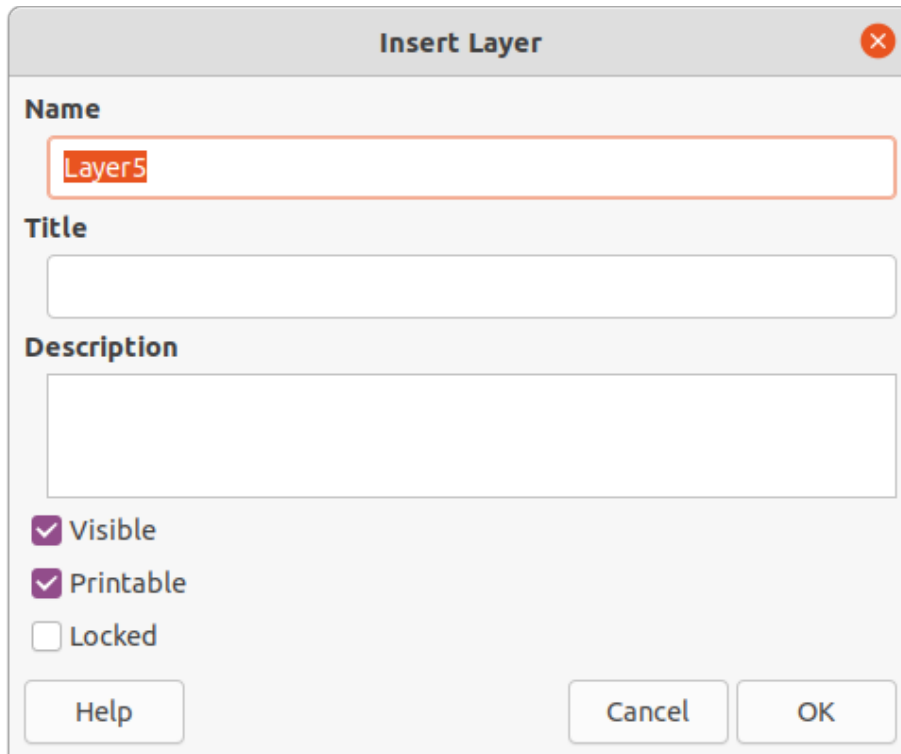 Insert Layer
Name
Layer5
Title
Description
Visible
Printable
Locked
Help Cancel OK